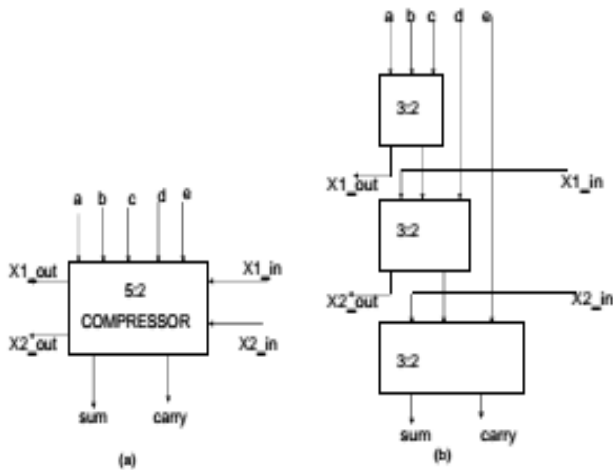 a b c d e
X1_out
X1_in
5:2
COMPRESSOR
X2_out
X2_in
sum carry
(a)
a b c d e
3:2
X1_out
X1_in
3:2
X2_out
X2_in
3:2
sum carry
(b)